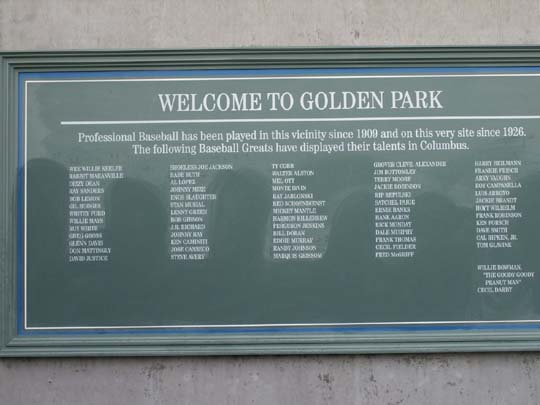 WELCOME TO GOLDEN PARK
Professional Baseball has been played in this vicinity since 1909 and on this very site since 1926.
The following Baseball Greats have displayed their talents in Columbus.
WEE WILLIE KEELER
RABBIT MARANVILLE
DIZZY DEAN
RAY SANDERS
BOB LEMON
GIL HODGES
WHITEY FORD
WILLIE MAYS
BILL WHITE
GREG GOOSE
GLENN DAVIS
DON MATTINGLY
DAVID JUSTICE
SHOELESS JOE JACKSON
BABE RUTH
AL LOPEZ
JOHNNY MIZE
ENOS SLAUGHTER
STAN MUSIAL
LENNY GREEN
BOB GIBSON
J.R. RICHARD
JOHNNY RAY
KEN CAMINITI
JOSE CANSECO
STEVE AVERY
TY COBB
WALTER ALSTON
MEL OTT
MONTE IRVIN
RAY JABLONSKI
RED SCHOENDIENST
MICKEY MANTLE
HARMON KILLEBREW
FERGUSON JENKINS
BILL DORAN
EDDIE MURRAY
RANDY JOHNSON
MARQUIS GRISSOM
GROVER CLEVE. ALEXANDER
JIM BOTTOMLEY
TERRY MOORE
JACKIE ROBINSON
RIP REPULSKI
SATCHEL PAIGE
ERNIE BANKS
HANK AARON
RICK MONDAY
DALE MURPHY
FRANK THOMAS
CECIL FIELDER
FRED McGRIFF
HARRY HEILMANN
FRANKIE FRISCH
ARKY VAUGHN
ROY CAMPANELLA
LUIS ARROYO
JACKIE BRANDT
HOYT WILHELM
FRANK ROBINSON
KEN FORSCH
DAVE SMITH
CAL RIPKEN, JR.
TOM GLAVINE
WILLIE BOWMAN,
"THE GOODY GOODY
PEANUT MAN"
CECIL DARBY